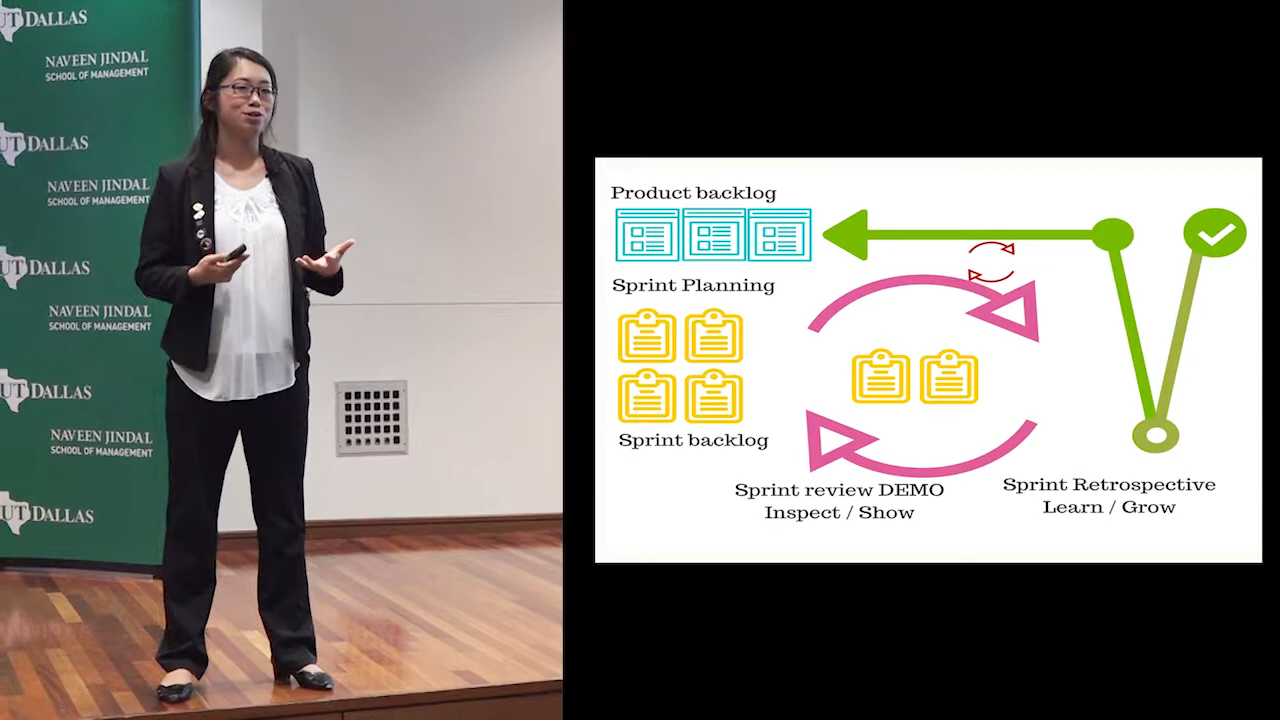 UT DALLAS
NAVEEN JINDAL
SCHOOL OF MANAGEMENT
UT DALLAS
NAVEEN JINDAL
SCHOOL OF MANAGEMENT
UT DALLAS
NAVEEN JINDAL
SCHOOL OF MANAGEMENT
UT DALLAS
NAVEEN JINDAL
SCHOOL OF MANAGEMENT
UT DALLAS
Product backlog
Sprint Planning
Sprint backlog
Sprint review DEMO
Inspect / Show
Sprint Retrospective
Learn / Grow